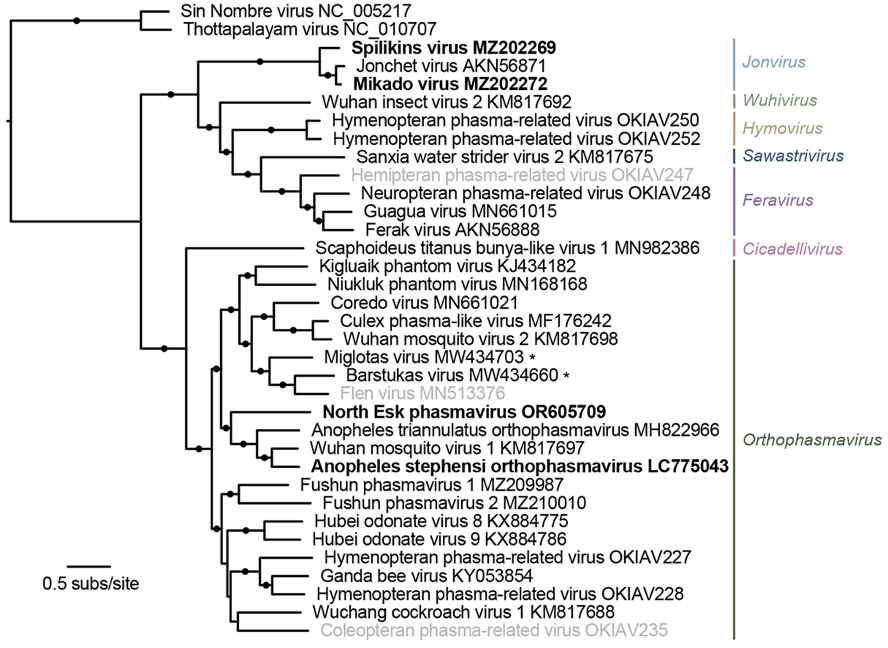 Sin Nombre virus NC_005217
Thottapalayam virus NC_010707
Spilikins virus MZ202269
Jonchet virus AKN56871
Mikado virus MZ202272
Jonvirus
Wuhan insect virus 2 KM817692
Wuhivirus
Hymenopteran phasma-related virus OKIAV250
Hymenopteran phasma-related virus OKIAV252
Hymovirus
Sanxia water strider virus 2 KM817675
Sawastrivirus
Hemipteran phasma-related virus OKIAV247
Neuropteran phasma-related virus OKIAV248
Guagua virus MN661015
Ferak virus AKN56888
Feravirus
Scaphoideus titanus bunya-like virus 1 MN982386
Cicadellivirus
Kigluaik phantom virus KJ434182
Niukluk phantom virus MN168168
Coredo virus MN661021
Culex phasma-like virus MF176242
Wuhan mosquito virus 2 KM817698
Miglotas virus MW434703 *
Barstukas virus MW434660 *
Flen virus MN513376
North Esk phasmavirus OR605709
Anopheles triannulatus orthophasmavirus MH822966
Wuhan mosquito virus 1 KM817697
Anopheles stephensi orthophasmavirus LC775043
Orthophasmavirus
Fushun phasmavirus 1 MZ209987
Fushun phasmavirus 2 MZ210010
Hubei odonate virus 8 KX884775
Hubei odonate virus 9 KX884786
Hymenopteran phasma-related virus OKIAV227
Ganda bee virus KY053854
Hymenopteran phasma-related virus OKIAV228
Wuchang cockroach virus 1 KM817688
Coleopteran phasma-related virus OKIAV235
0.5 subs/site